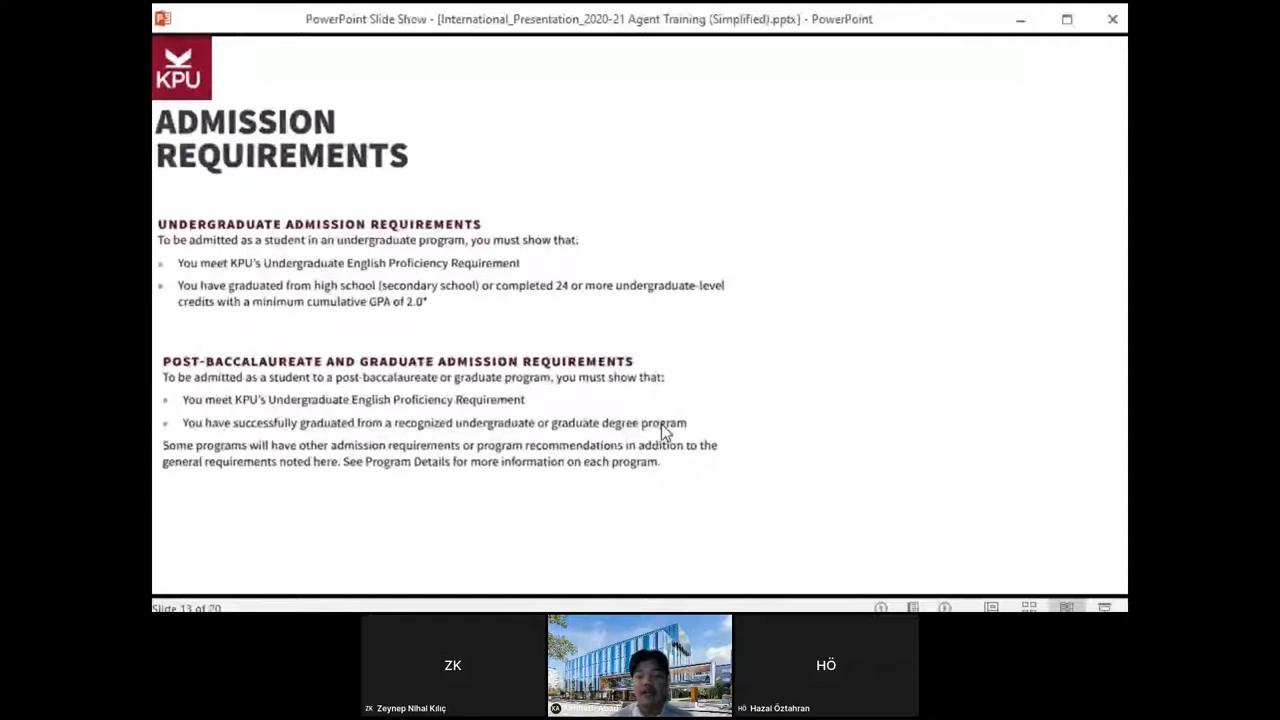 PowerPoint Slide Show - [International_Presentation_2020-21 Agent Training (Simplified).pptx] - PowerPoint
KPU
ADMISSION
REQUIREMENTS
UNDERGRADUATE ADMISSION REQUIREMENTS
To be admitted as a student in an undergraduate program, you must show that:
You meet KPU's Undergraduate English Proficiency Requirement
You have graduated from high school (secondary school) or completed 24 or more undergraduate-level
credits with a minimum cumulative GPA of 2.0*
POST-BACCALAUREATE AND GRADUATE ADMISSION REQUIREMENTS
To be admitted as a student to a post-baccalaureate or graduate program, you must show that:
You meet KPU's Undergraduate English Proficiency Requirement
You have successfully graduated from a recognized undergraduate or graduate degree program
Some programs will have other admission requirements or program recommendations in addition to the
general requirements noted here. See Program Details for more information on each program.
Slide 13 of 20
ZK
HÖ
ZK Zeynep Nihal Kılıç
KA
HÖ Hazal Öztahran